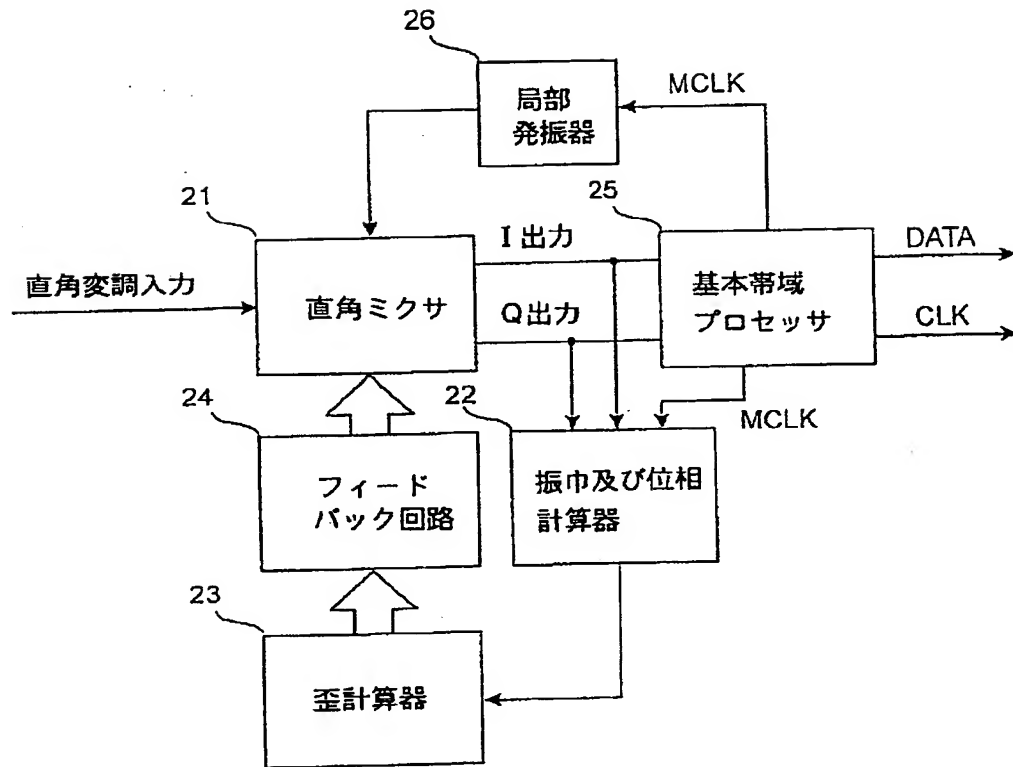 26
局部
発振器
MCLK
21
25
I 出力
DATA
直角変調入力
直角ミクサ
基本帯域
プロセッサ
Q 出力
CLK
24
22
MCLK
フィード
バック回路
振巾及び位相
計算器
23
歪計算器